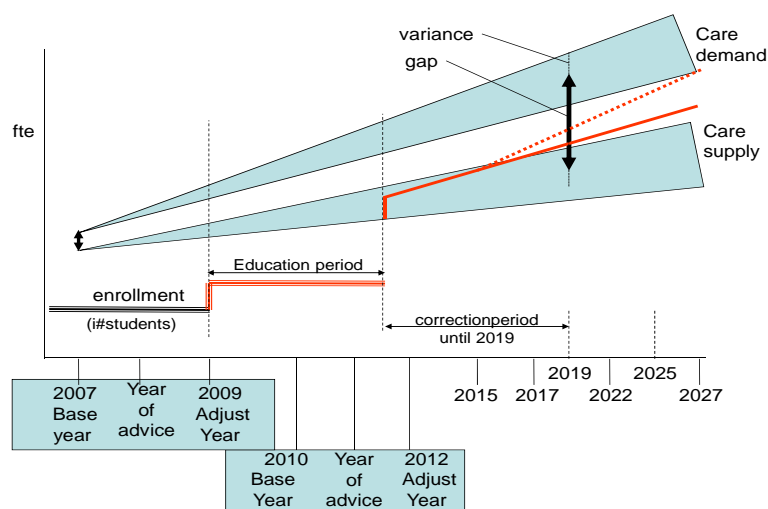 variance
gap
Care
demand
fte
Care
supply
Education period
enrollment
(i#students)
correctionperiod
until 2019
2019
2025
2015
2017
2022
2027
2007
Base
year
Year
of
advice
2009
Adjust
Year
2010
Base
Year
Year
of
advice
2012
Adjust
Year